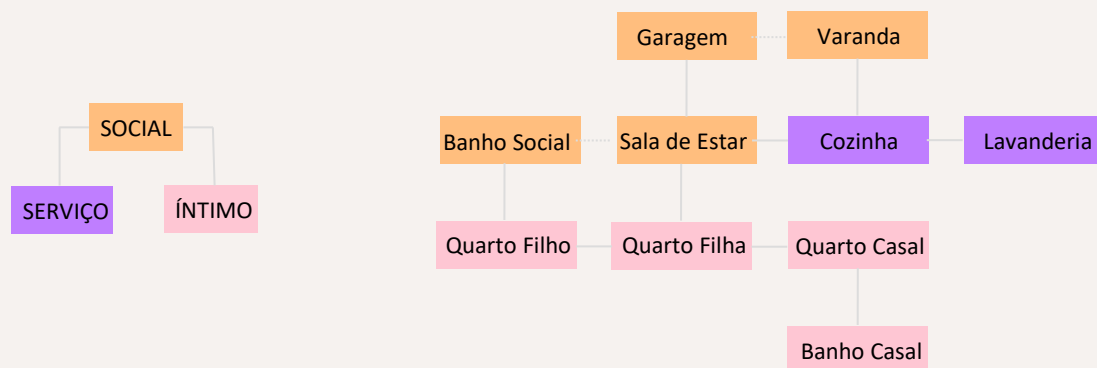 Garagem
Varanda
SOCIAL
Banho Social
Sala de Estar
Cozinha
Lavanderia
SERVIÇO
ÍNTIMO
Quarto Filho
Quarto Filha
Quarto Casal
Banho Casal